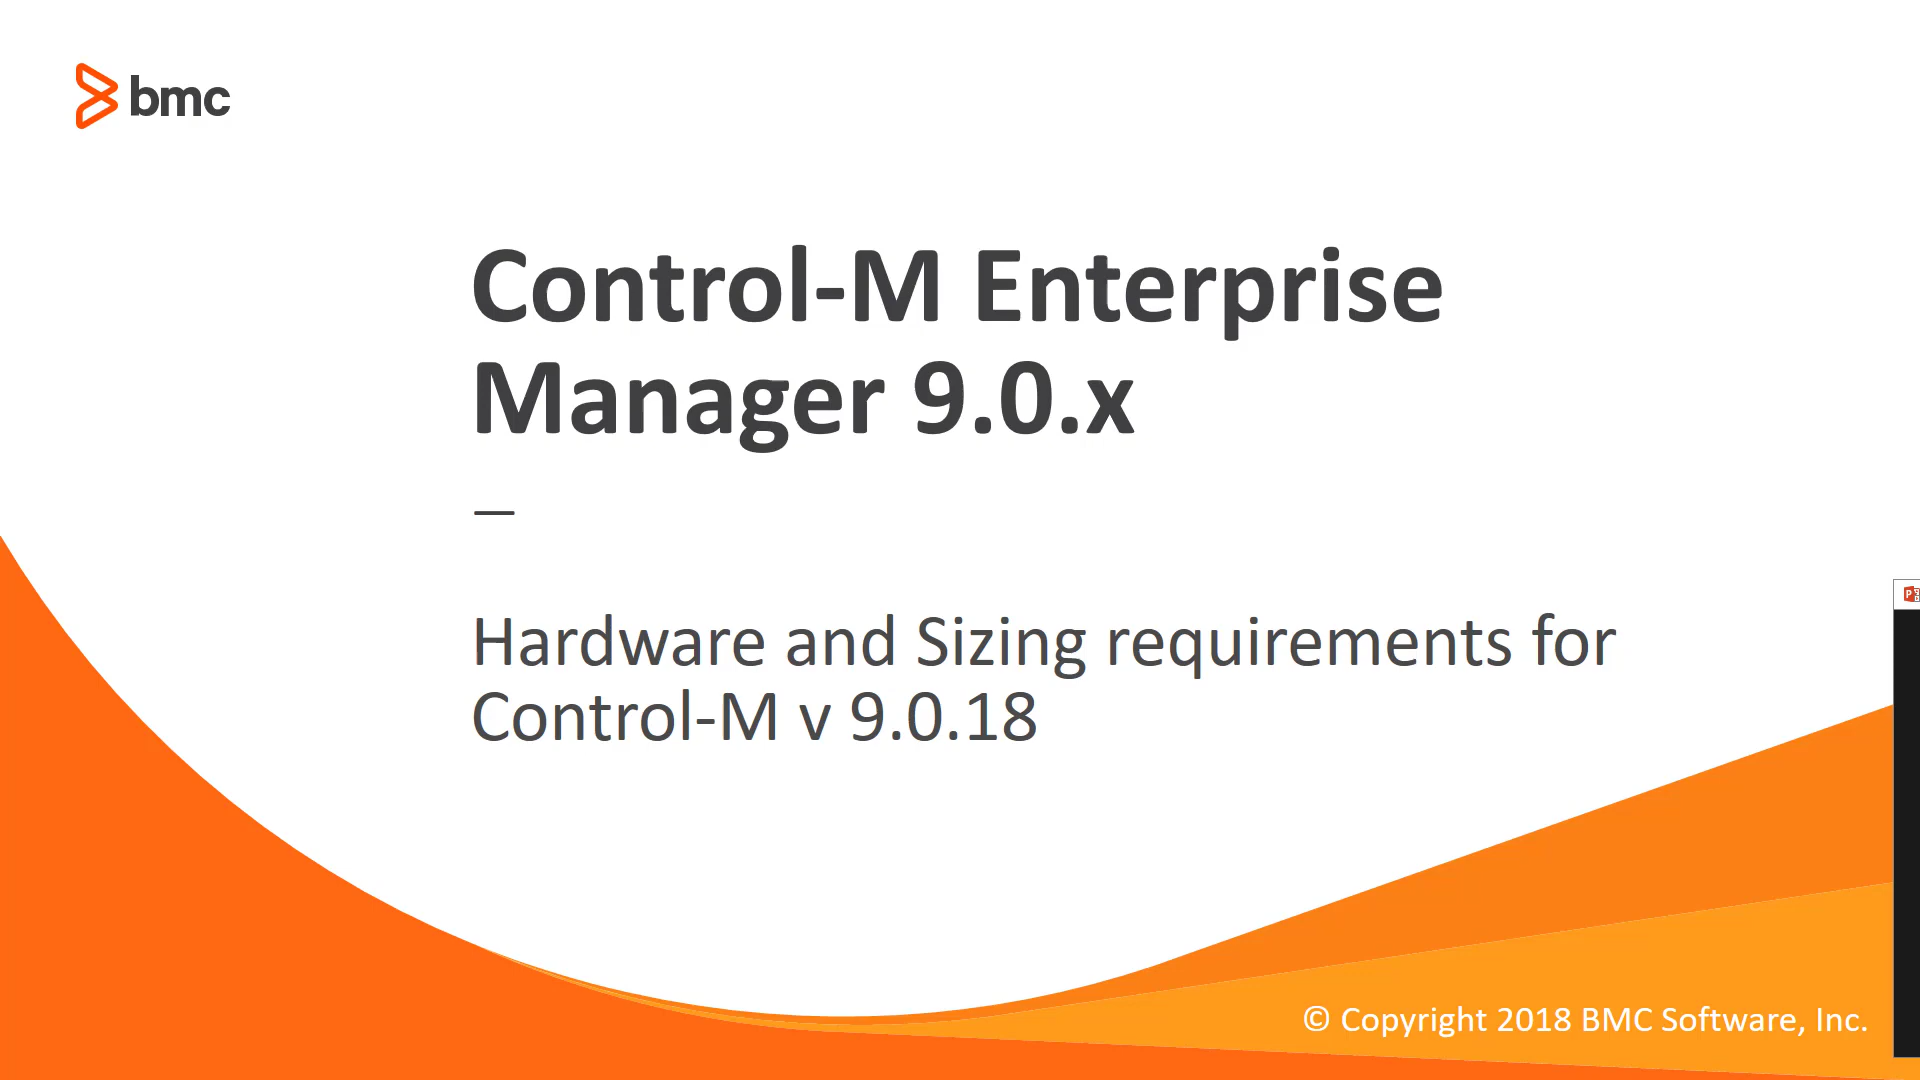 bmc
Control-M Enterprise
Manager 9.0.x
Hardware and Sizing requirements for
Control-M v 9.0.18
© Copyright 2018 BMC Software, Inc.